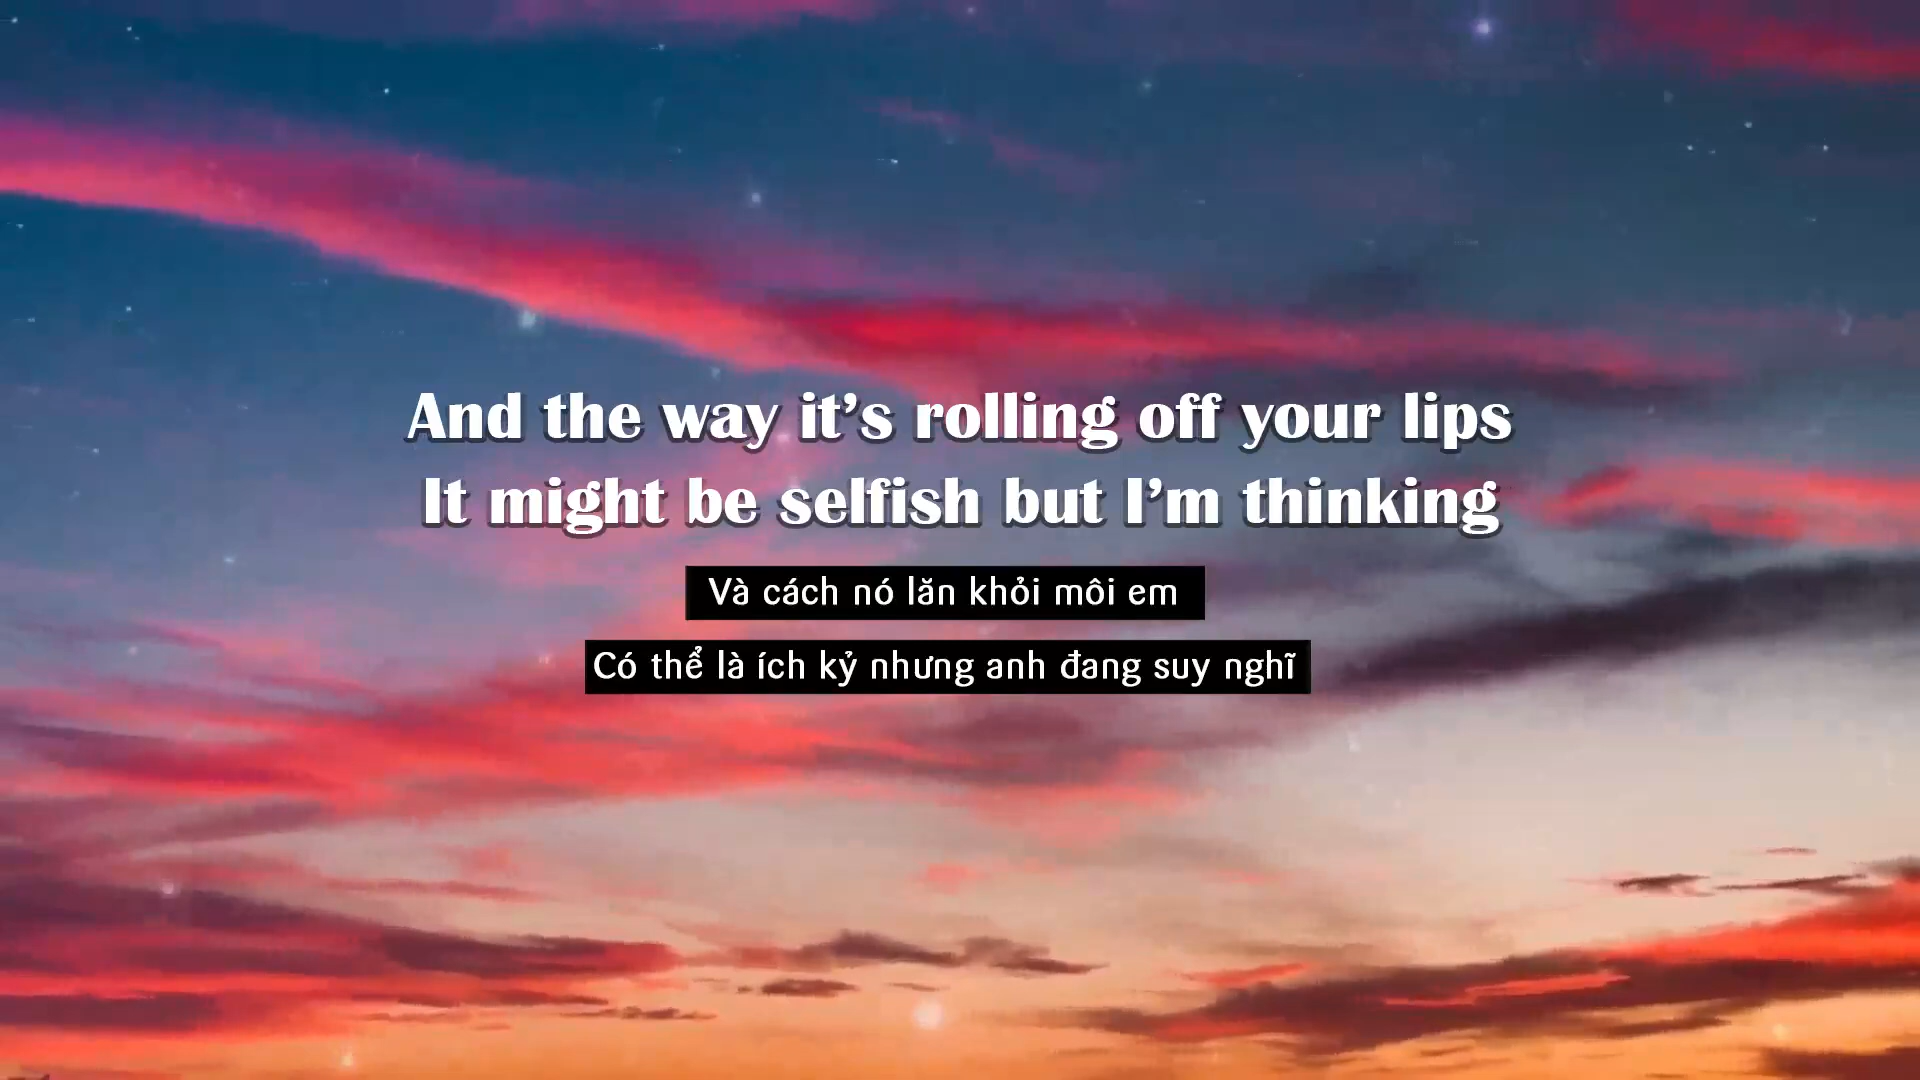 And the way it’s rolling off your lips
It might be selfish but I’m thinking
Và cách nó lăn khỏi môi em
Có thể là ích kỷ nhưng anh đang suy nghĩ